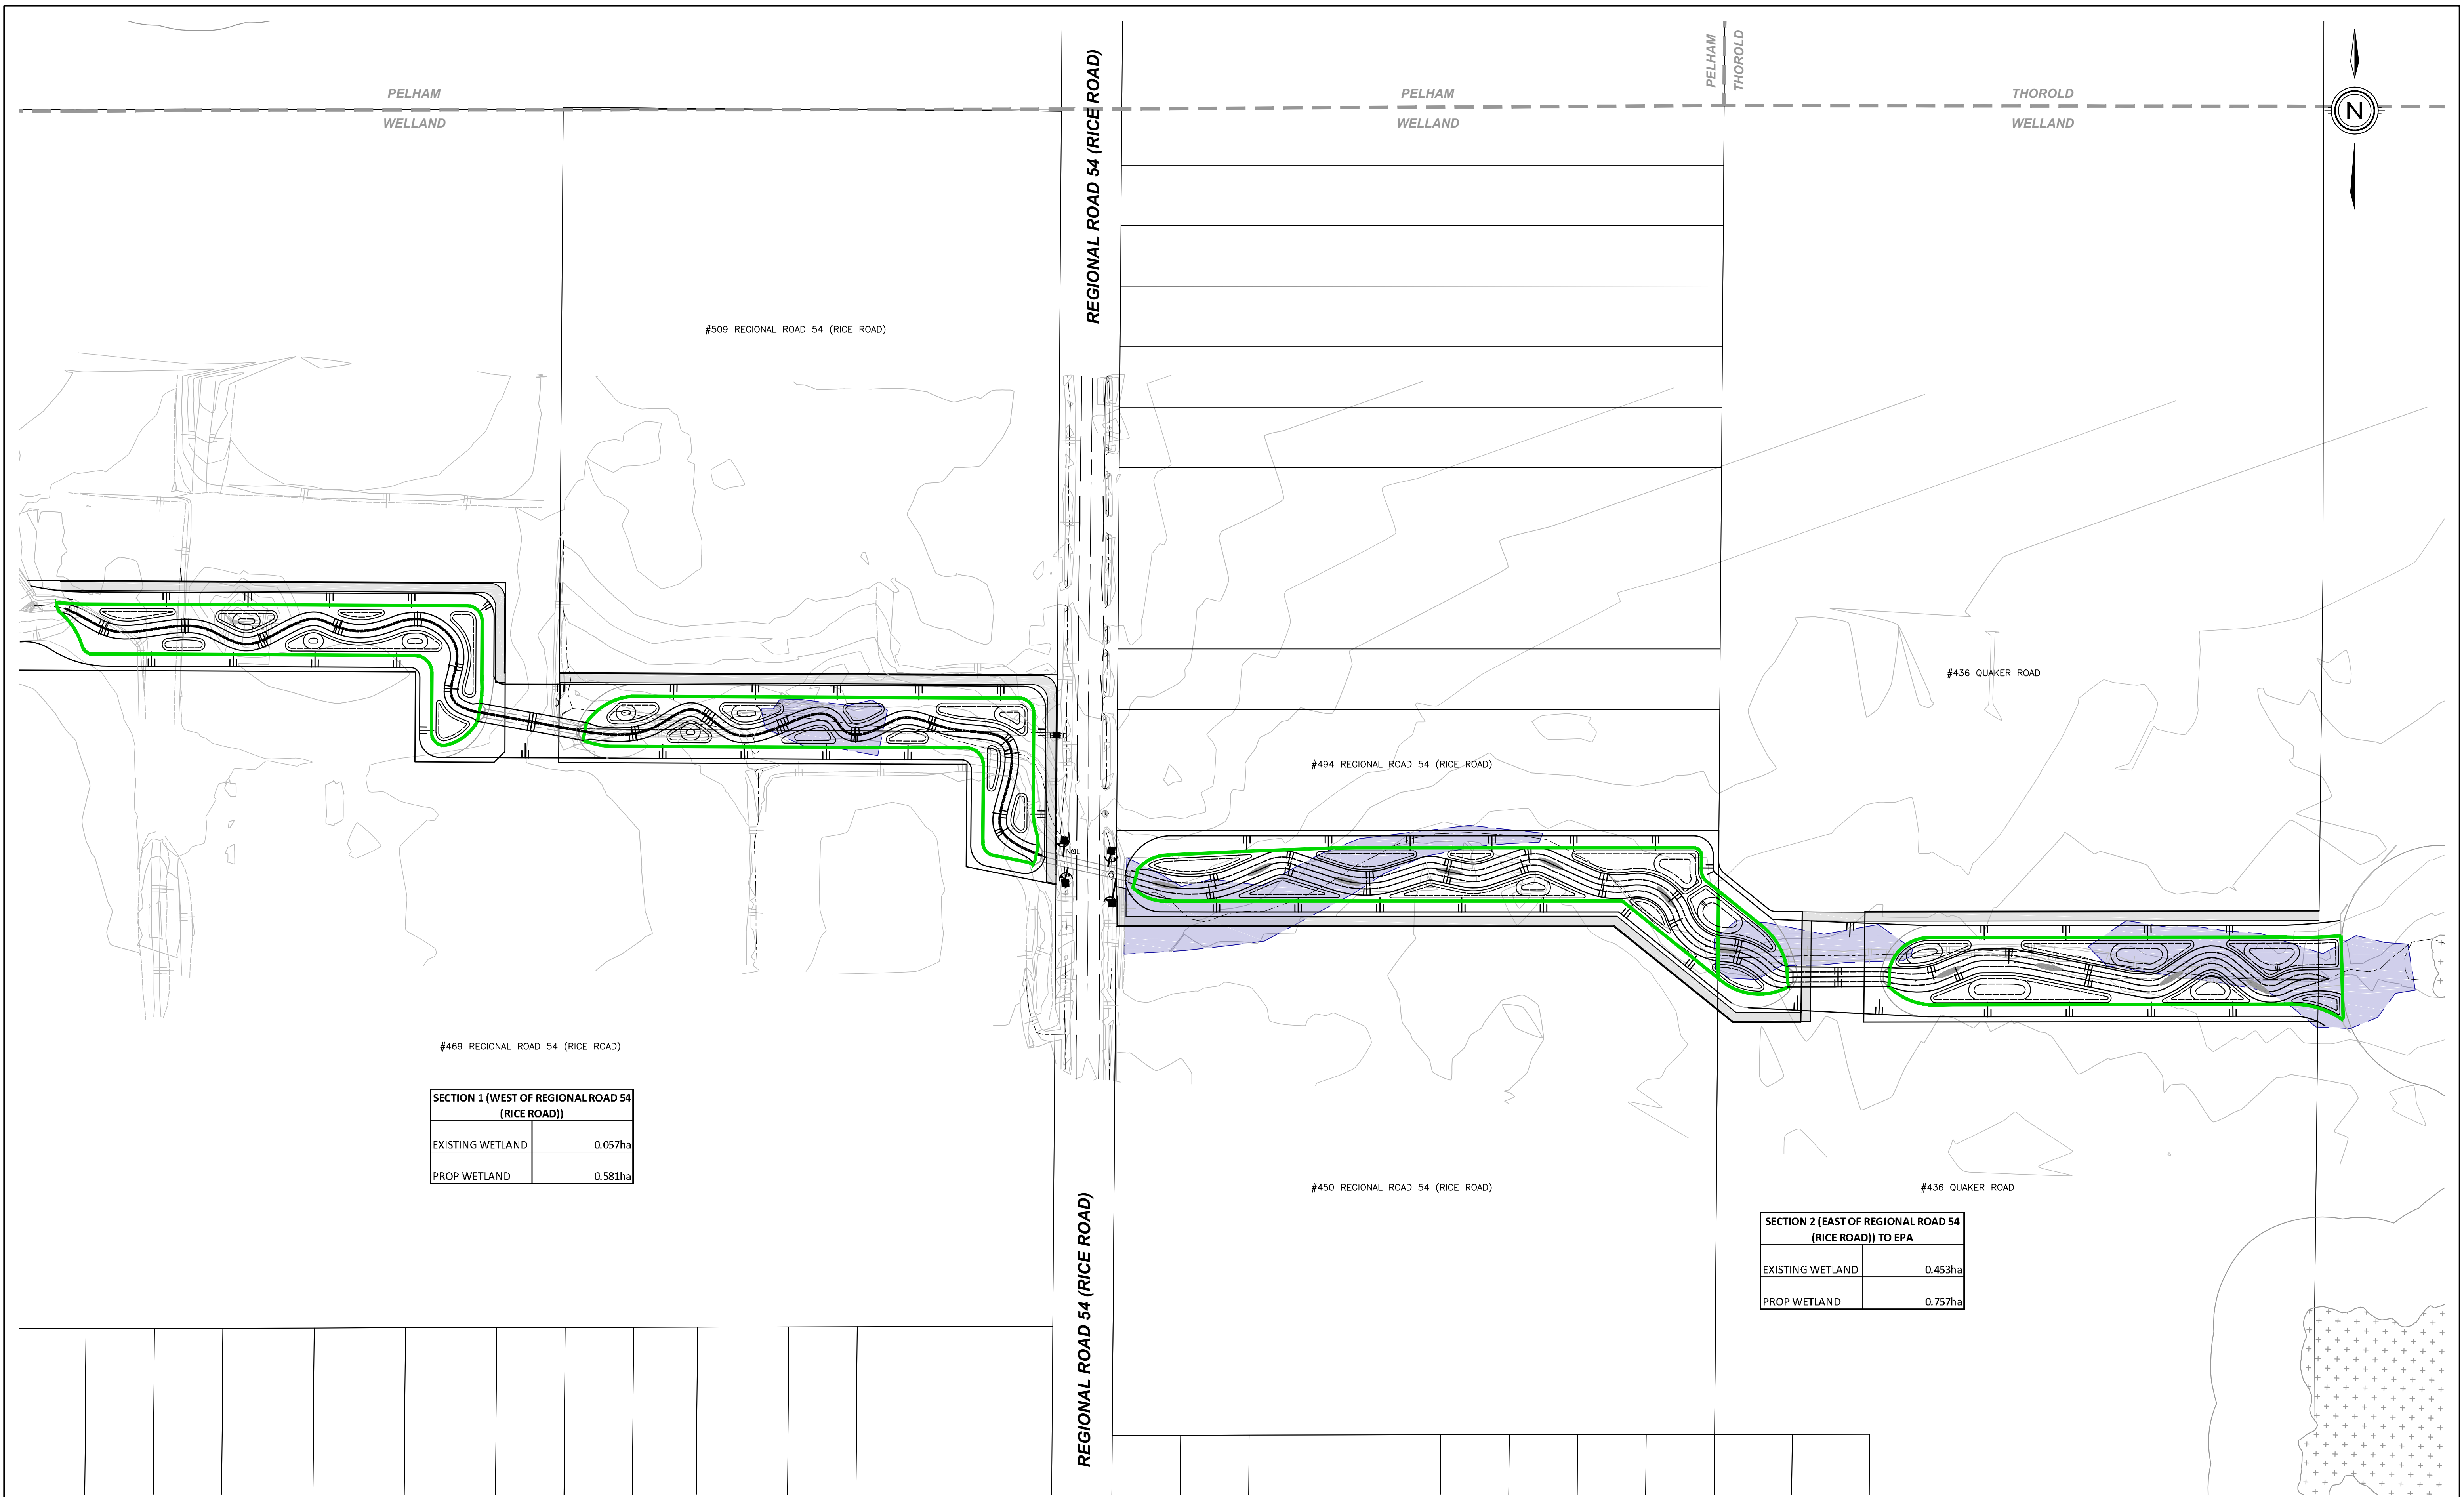 PELHAM
WELLAND
REGIONAL ROAD 54 (RICE ROAD)
PELHAM
WELLAND
PELHAM
THOROLD
THOROLD
WELLAND
N
#509 REGIONAL ROAD 54 (RICE ROAD)
#436 QUAKER ROAD
#494 REGIONAL ROAD 54 (RICE ROAD)
#469 REGIONAL ROAD 54 (RICE ROAD)
SECTION 1 (WEST OF REGIONAL ROAD 54
(RICE ROAD))
EXISTING WETLAND 0.057ha
PROP WETLAND 0.581ha
REGIONAL ROAD 54 (RICE ROAD)
#450 REGIONAL ROAD 54 (RICE ROAD)
#436 QUAKER ROAD
SECTION 2 (EAST OF REGIONAL ROAD 54
(RICE ROAD)) TO EPA
EXISTING WETLAND 0.453ha
PROP WETLAND 0.757ha